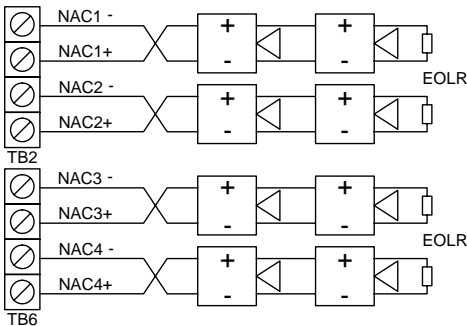 NAC1 -
+ +
NAC1+
- -
EOLR
NAC2 -
+ +
NAC2+
- -
TB2
NAC3 -
+ +
NAC3+
- -
EOLR
NAC4 -
+ +
NAC4+
- -
TB6